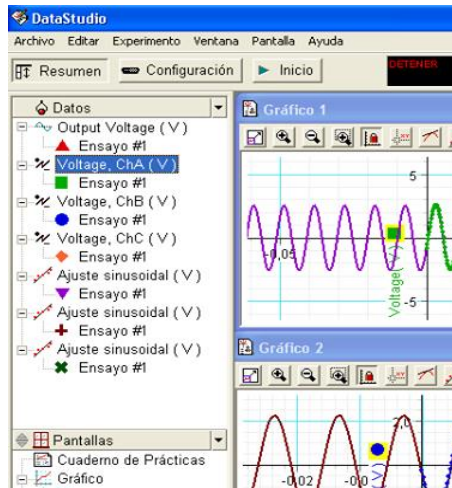 DataStudio
Archivo Editar Experimento Ventana Pantalla Ayuda
Resumen Configuración Inicio DETENER
Datos
Output Voltage ( V )
Ensayo #1
Voltage, ChA ( V )
Ensayo #1
Voltage, ChB ( V )
Ensayo #1
Voltage, ChC ( V )
Ensayo #1
Ajuste sinusoidal ( V )
Ensayo #1
Ajuste sinusoidal ( V )
Ensayo #1
Ajuste sinusoidal ( V )
Ensayo #1
Pantallas
Cuaderno de Prácticas
Gráfico
Gráfico 1
5
-0,05
Voltage(
-5
Gráfico 2
2,0
-0,02